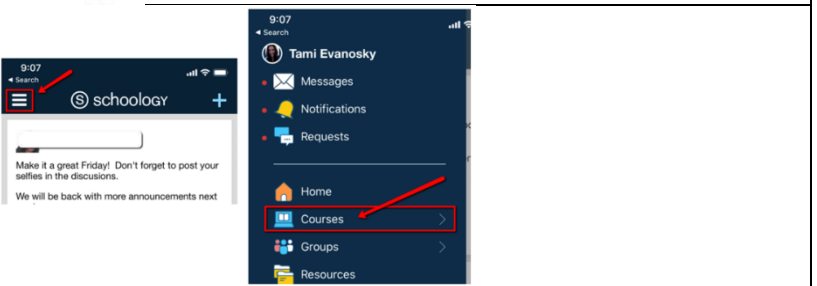 9:07
◄ Search
schoology
Make it a great Friday! Don't forget to post your
selfies in the discusions.
We will be back with more announcements next
9:07
◄ Search
Tami Evanosky
Messages
Notifications
Requests
Home
Courses
Groups
Resources